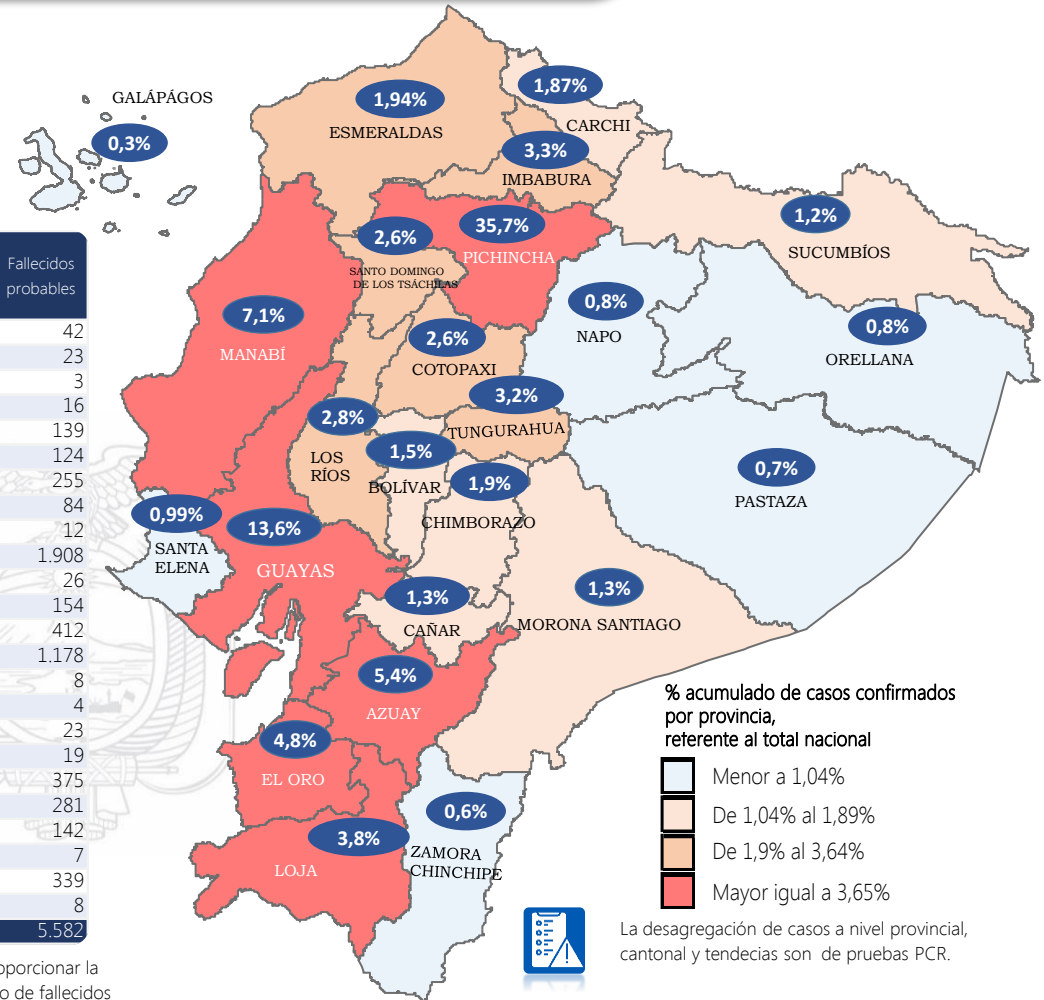 GALÁPÁGOS
0,3%
1,94%
ESMERALDAS
1,87%
CARCHI
3,3%
IMBABURA
1,2%
SUCUMBÍOS
2,6%
SANTO DOMINGO
DE LOS TSÁCHILAS
35,7%
PICHINCHA
7,1%
MANABÍ
0,8%
NAPO
0,8%
ORELLANA
2,6%
COTOPAXI
3,2%
TUNGURAHUA
2,8%
LOS
RÍOS
1,5%
BOLÍVAR
1,9%
CHIMBORAZO
0,7%
PASTAZA
0,99%
SANTA
ELENA
13,6%
GUAYAS
1,3%
CAÑAR
1,3%
MORONA SANTIAGO
5,4%
AZUAY
4,8%
EL ORO
3,8%
LOJA
0,6%
ZAMORA
CHINCHIPE
Fallecidos
probables
42
23
3
16
139
124
255
84
12
1.908
26
154
412
1.178
8
4
23
19
375
281
142
7
339
8
5.582
oporcionar la
o de fallecidos
% acumulado de casos confirmados
por provincia,
referente al total nacional
Menor a 1,04%
De 1,04% al 1,89%
De 1,9% al 3,64%
Mayor igual a 3,65%
La desagregación de casos a nivel provincial,
cantonal y tendecias son de pruebas PCR.